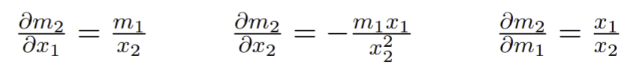 ∂m₂/∂x₁ = m₁/x₂    ∂m₂/∂x₂ = −m₁x₁/x₂²    ∂m₂/∂m₁ = x₁/x₂